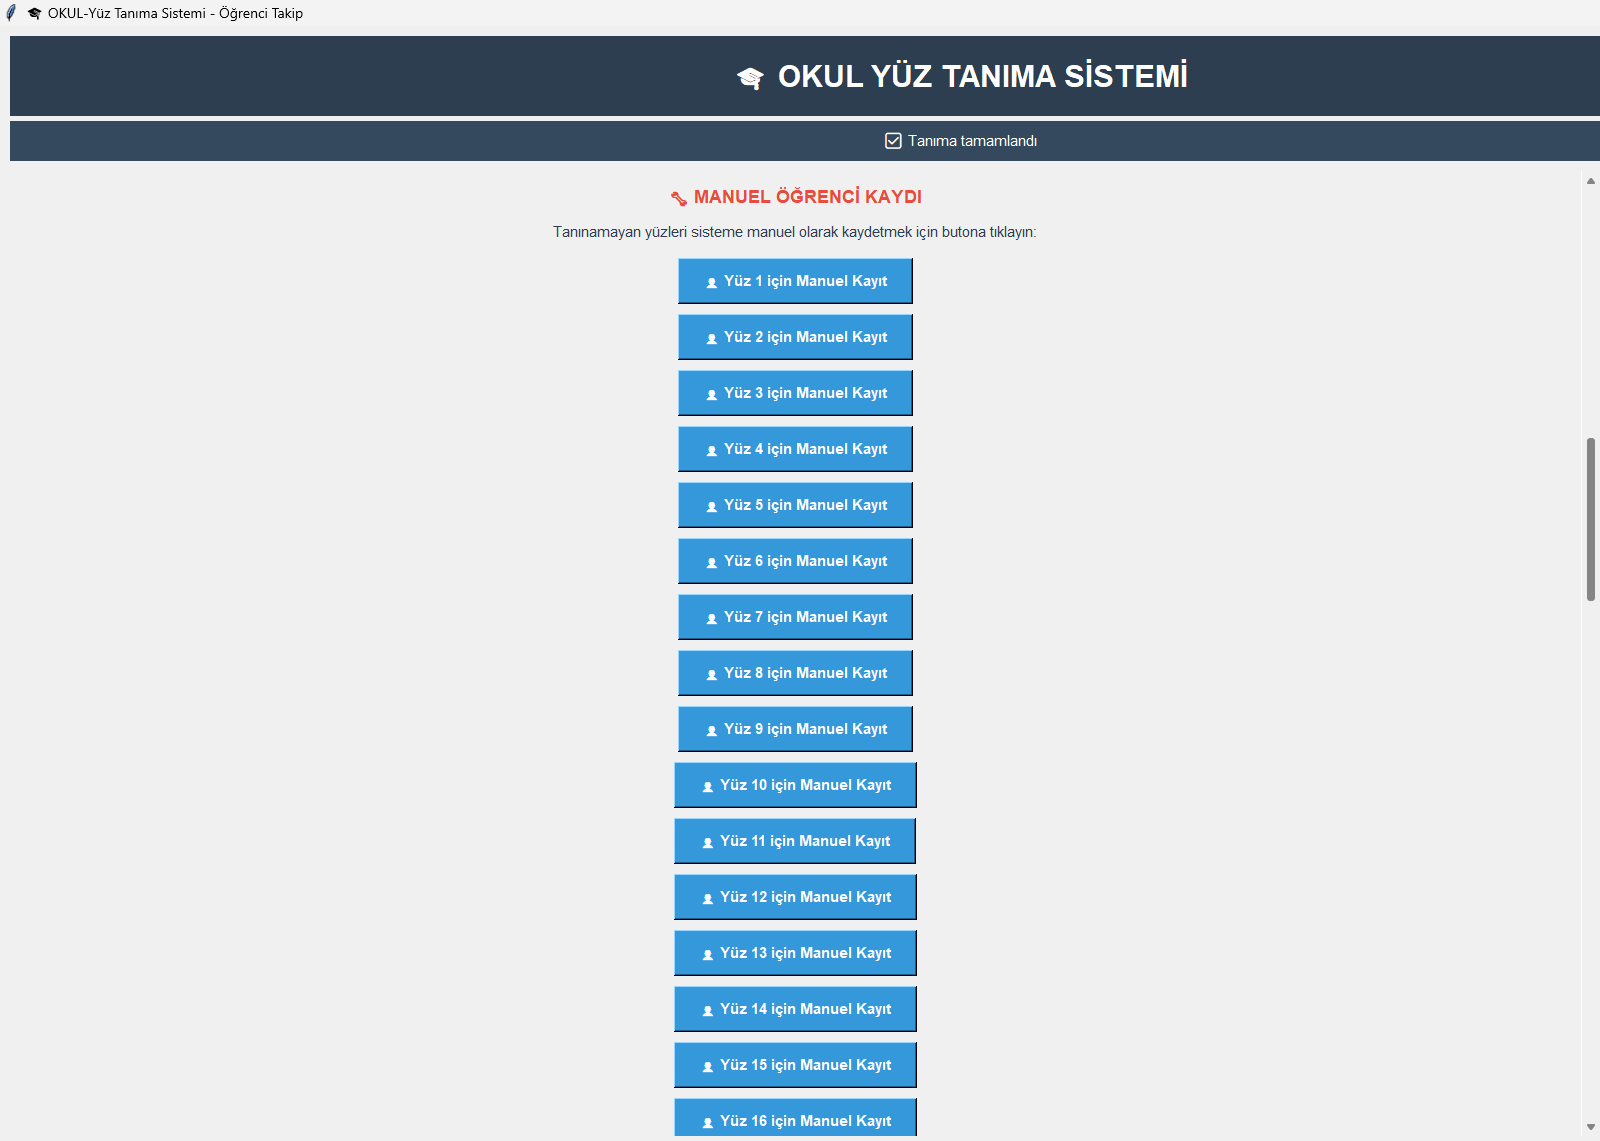 OKUL-Yüz Tanıma Sistemi - Öğrenci Takip
OKUL YÜZ TANIMA SİSTEMİ
Tanıma tamamlandı
MANUEL ÖĞRENCİ KAYDI
Tanınamayan yüzleri sisteme manuel olarak kaydetmek için butona tıklayın:
Yüz 1 için Manuel Kayıt
Yüz 2 için Manuel Kayıt
Yüz 3 için Manuel Kayıt
Yüz 4 için Manuel Kayıt
Yüz 5 için Manuel Kayıt
Yüz 6 için Manuel Kayıt
Yüz 7 için Manuel Kayıt
Yüz 8 için Manuel Kayıt
Yüz 9 için Manuel Kayıt
Yüz 10 için Manuel Kayıt
Yüz 11 için Manuel Kayıt
Yüz 12 için Manuel Kayıt
Yüz 13 için Manuel Kayıt
Yüz 14 için Manuel Kayıt
Yüz 15 için Manuel Kayıt
Yüz 16 için Manuel Kayıt